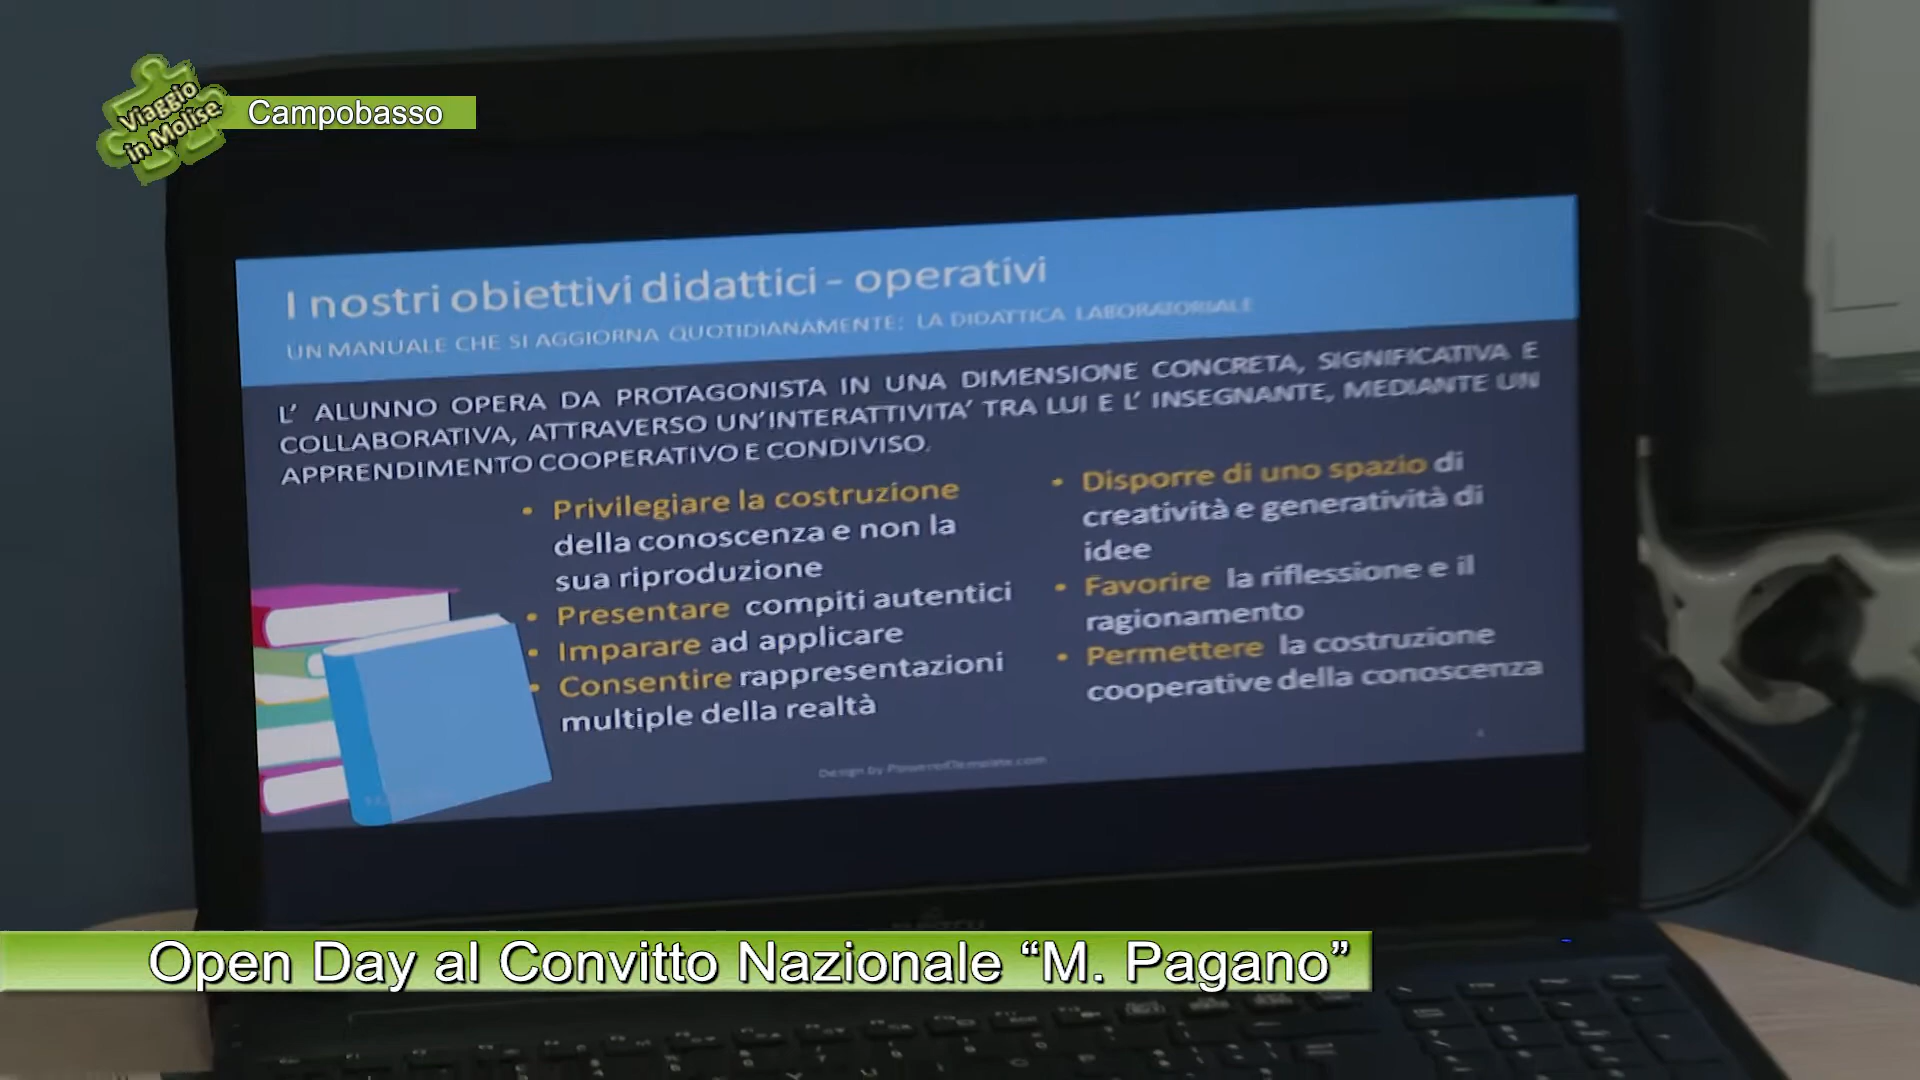 Viaggio
in Molise
Campobasso
I nostri obiettivi didattici - operativi
UN MANUALE CHE SI AGGIORNA QUOTIDIANAMENTE: LA DIDATTICA LABORATORIALE
L' ALUNNO OPERA DA PROTAGONISTA IN UNA DIMENSIONE CONCRETA, SIGNIFICATIVA E
COLLABORATIVA, ATTRAVERSO UN'INTERATTIVITA' TRA LUI E L' INSEGNANTE, MEDIANTE UN
APPRENDIMENTO COOPERATIVO E CONDIVISO.
• Privilegiare la costruzione
della conoscenza e non la
sua riproduzione
• Presentare compiti autentici
• Imparare ad applicare
• Consentire rappresentazioni
multiple della realtà
• Disporre di uno spazio di
creatività e generatività di
idee
• Favorire la riflessione e il
ragionamento
• Permettere la costruzione
cooperative della conoscenza
Design by PoweredTemplate.com
Open Day al Convitto Nazionale “M. Pagano”